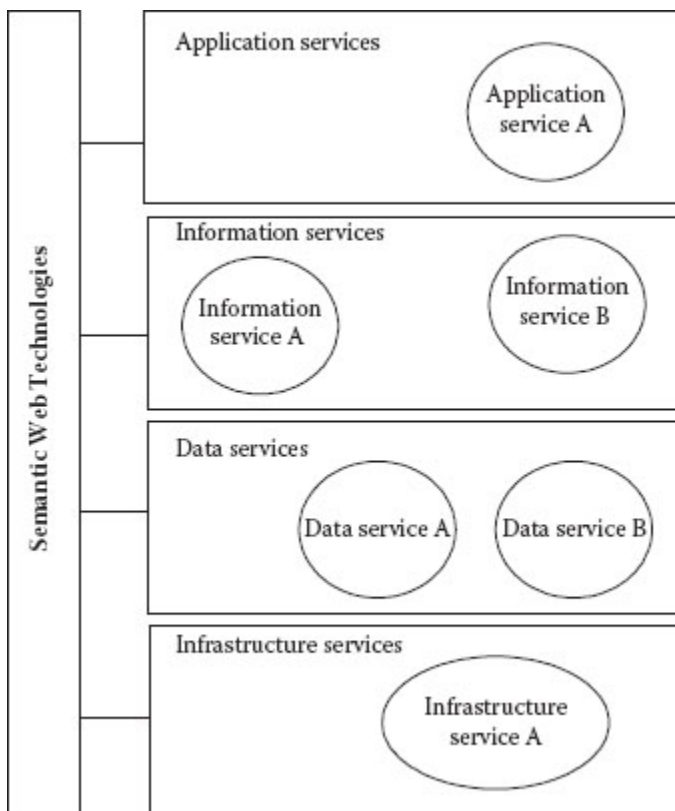 Semantic Web Technologies
Application services
Application
service A
Information services
Information
service A
Information
service B
Data services
Data service A
Data service B
Infrastructure services
Infrastructure
service A